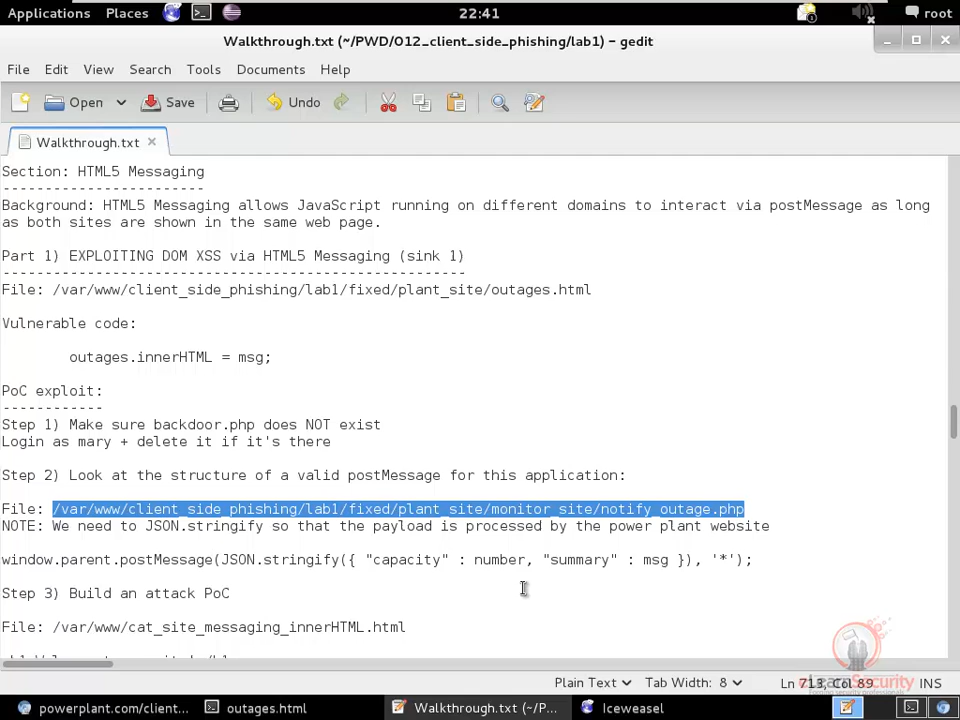 Applications Places 22:41 root
Walkthrough.txt (~/PWD/012_client_side_phishing/lab1) – gedit
File Edit View Search Tools Documents Help
Open Save Undo
Walkthrough.txt
Section: HTML5 Messaging
------------------------
Background: HTML5 Messaging allows JavaScript running on different domains to interact via postMessage as long
as both sites are shown in the same web page.
Part 1) EXPLOITING DOM XSS via HTML5 Messaging (sink 1)
-------------------------------------------------------
File: /var/www/client_side_phishing/lab1/fixed/plant_site/outages.html
Vulnerable code:
outages.innerHTML = msg;
PoC exploit:
------------
Step 1) Make sure backdoor.php does NOT exist
Login as mary + delete it if it's there
Step 2) Look at the structure of a valid postMessage for this application:
File: /var/www/client_side_phishing/lab1/fixed/plant_site/monitor_site/notify_outage.php
NOTE: We need to JSON.stringify so that the payload is processed by the power plant website
window.parent.postMessage(JSON.stringify({ "capacity" : number, "summary" : msg }), '*');
Step 3) Build an attack PoC
File: /var/www/cat_site_messaging_innerHTML.html
eLearnSecurity
Forging security professionals
Plain Text Tab Width: 8 Ln 713, Col 89 INS
powerplant.com/client... outages.html Walkthrough.txt (~/P... Iceweasel